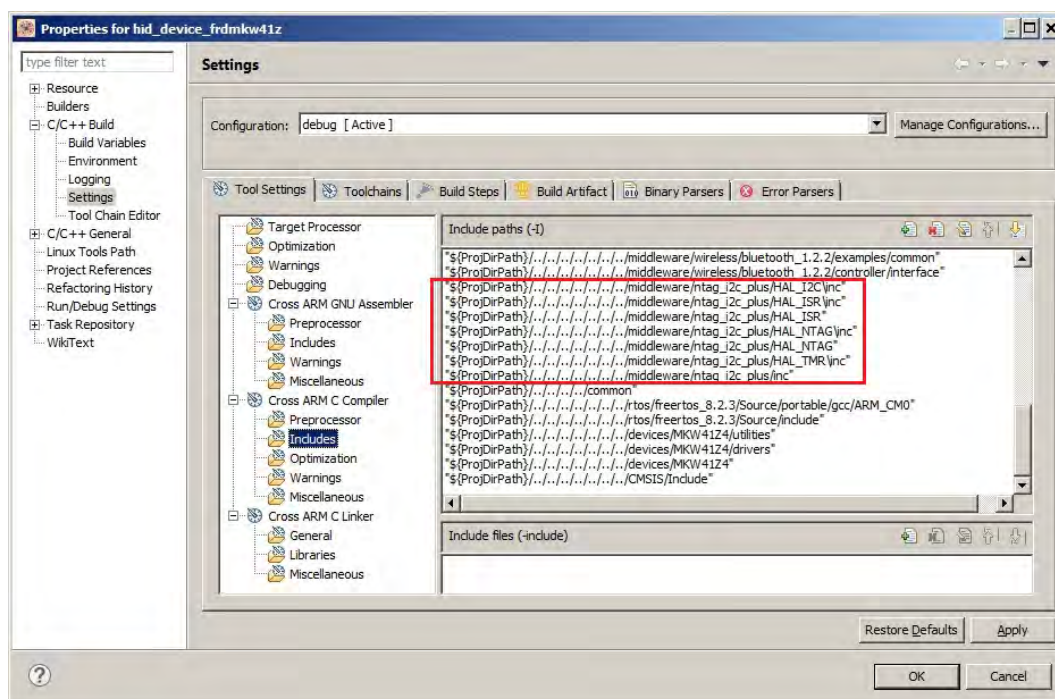 Properties for hid_device_frdmkw41z
type filter text
Resource
Builders
C/C++ Build
Build Variables
Environment
Logging
Settings
Tool Chain Editor
C/C++ General
Linux Tools Path
Project References
Refactoring History
Run/Debug Settings
Task Repository
WikiText
Settings
Configuration: debug [ Active ]
Manage Configurations...
Tool Settings
Toolchains
Build Steps
Build Artifact
Binary Parsers
Error Parsers
Target Processor
Optimization
Warnings
Debugging
Cross ARM GNU Assembler
Preprocessor
Includes
Warnings
Miscellaneous
Cross ARM C Compiler
Preprocessor
Includes
Optimization
Warnings
Miscellaneous
Cross ARM C Linker
General
Libraries
Miscellaneous
Include paths (-I)
"${ProjDirPath}/../../../../../../../middleware/wireless/bluetooth_1.2.2/examples/common"
"${ProjDirPath}/../../../../../../../middleware/wireless/bluetooth_1.2.2/controller/interface"
"${ProjDirPath}/../../../../../../../middleware/ntag_i2c_plus/HAL_I2C\inc"
"${ProjDirPath}/../../../../../../../middleware/ntag_i2c_plus/HAL_ISR\inc"
"${ProjDirPath}/../../../../../../../middleware/ntag_i2c_plus/HAL_ISR"
"${ProjDirPath}/../../../../../../../middleware/ntag_i2c_plus/HAL_NTAG\inc"
"${ProjDirPath}/../../../../../../../middleware/ntag_i2c_plus/HAL_NTAG"
"${ProjDirPath}/../../../../../../../middleware/ntag_i2c_plus/HAL_TMR\inc"
"${ProjDirPath}/../../../../../../../middleware/ntag_i2c_plus/inc"
"${ProjDirPath}/../../../../common"
"${ProjDirPath}/../../../../../../../rtos/freertos_8.2.3/Source/portable/gcc/ARM_CM0"
"${ProjDirPath}/../../../../../../../rtos/freertos_8.2.3/Source/include"
"${ProjDirPath}/../../../../../../../devices/MKW41Z4/utilities"
"${ProjDirPath}/../../../../../../../devices/MKW41Z4/drivers"
"${ProjDirPath}/../../../../../../../devices/MKW41Z4"
"${ProjDirPath}/../../../../../../../CMSIS/Include"
Include files (-include)
Restore Defaults
Apply
OK
Cancel